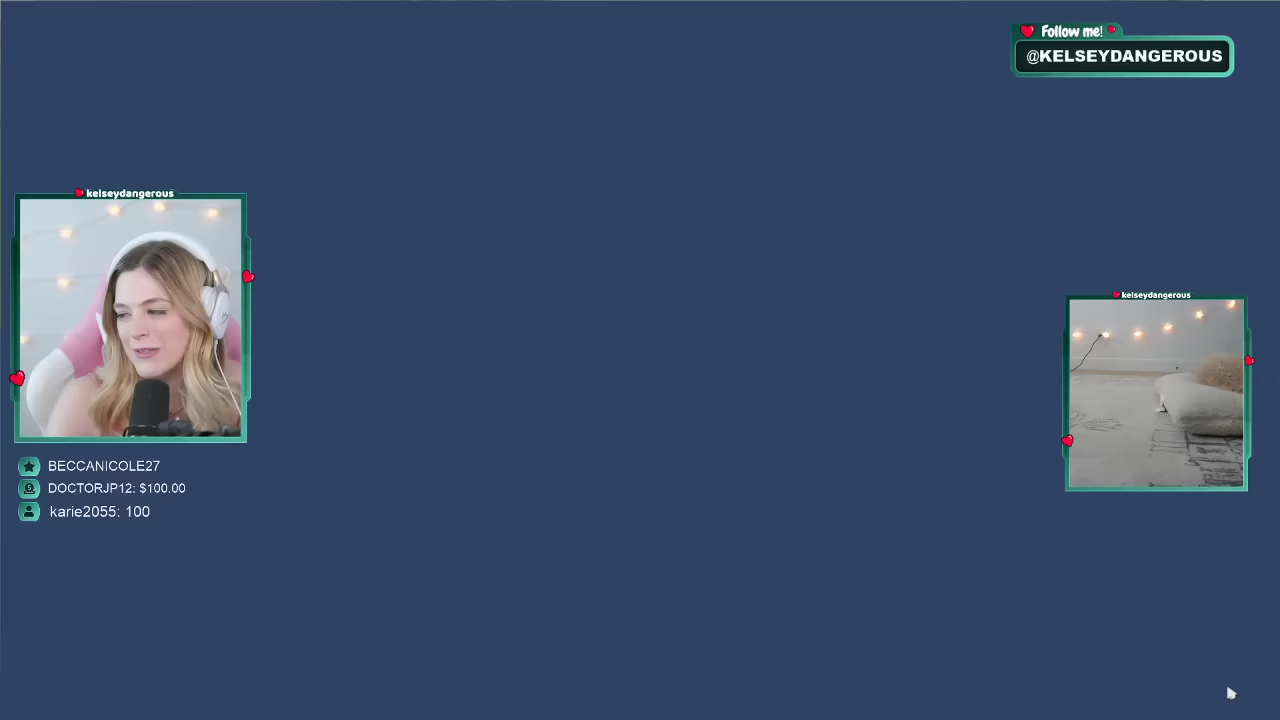 Follow me!
@KELSEYDANGEROUS
kelseydangerous
kelseydangerous
BECCANICOLE27
DOCTORJP12: $100.00
karie2055: 100